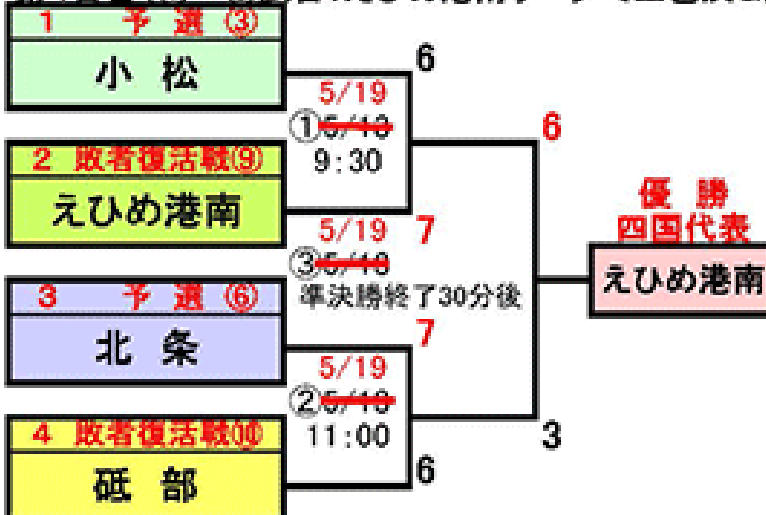 1 予選③
小松
6
5/19
①5/13
9:30
6
2 敗者復活戦⑨
えひめ港南
7
5/19
③5/13
準決勝終了30分後
優勝
四国代表
えひめ港南
3 予選⑥
北条
7
5/19
②5/13
11:00
3
4 敗者復活戦⑩
砥部
6